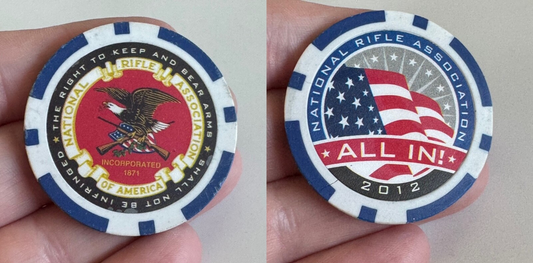 ★ THE RIGHT TO KEEP AND BEAR ARMS ★
SHALL NOT BE INFRINGED
NATIONAL RIFLE ASSOCIATION
OF AMERICA
INCORPORATED
1871
NATIONAL RIFLE ASSOCIATION
★ ALL IN! ★
2012